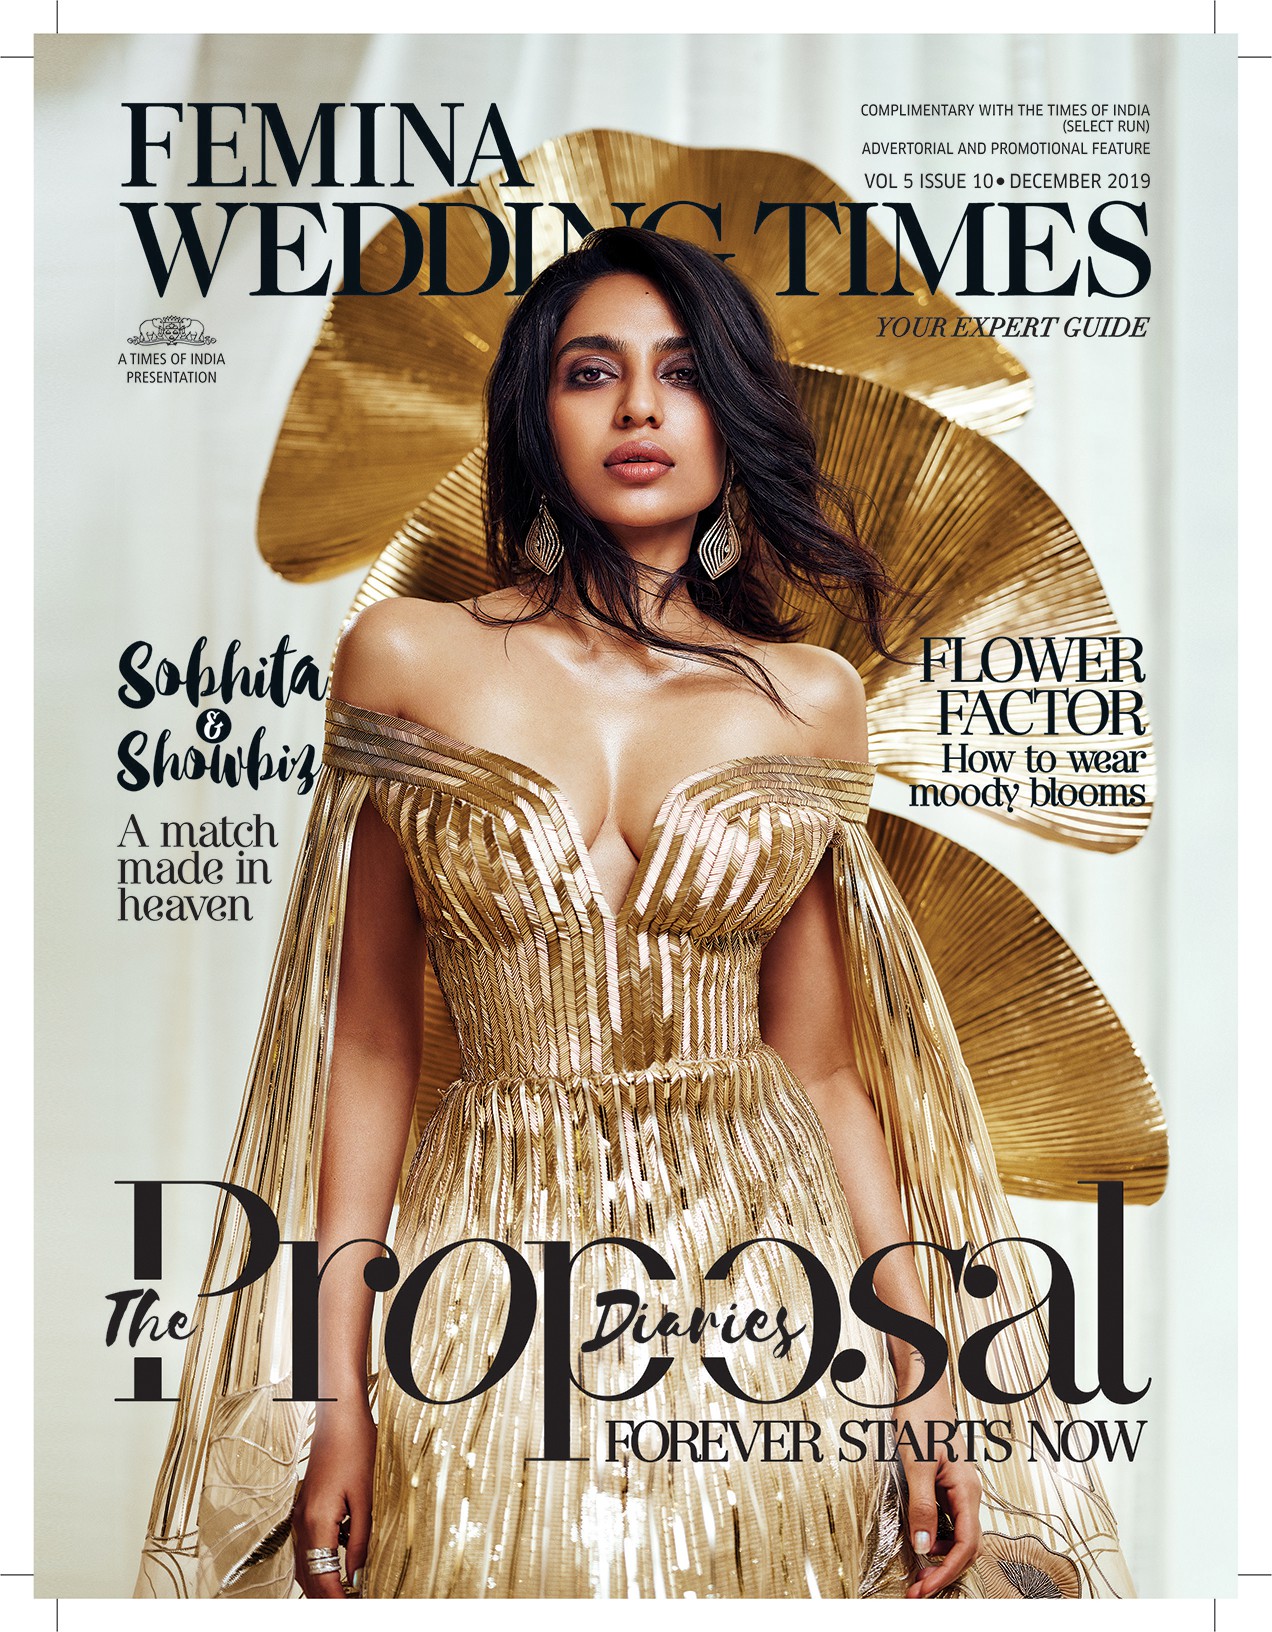 FEMINA
WEDDING TIMES
COMPLIMENTARY WITH THE TIMES OF INDIA
(SELECT RUN)
ADVERTORIAL AND PROMOTIONAL FEATURE
VOL 5 ISSUE 10 • DECEMBER 2019
YOUR EXPERT GUIDE
A TIMES OF INDIA
PRESENTATION
Sobhita
&
Showbiz
A match
made in
heaven
FLOWER
FACTOR
How to wear
moody blooms
The Proposal
Diaries
FOREVER STARTS NOW